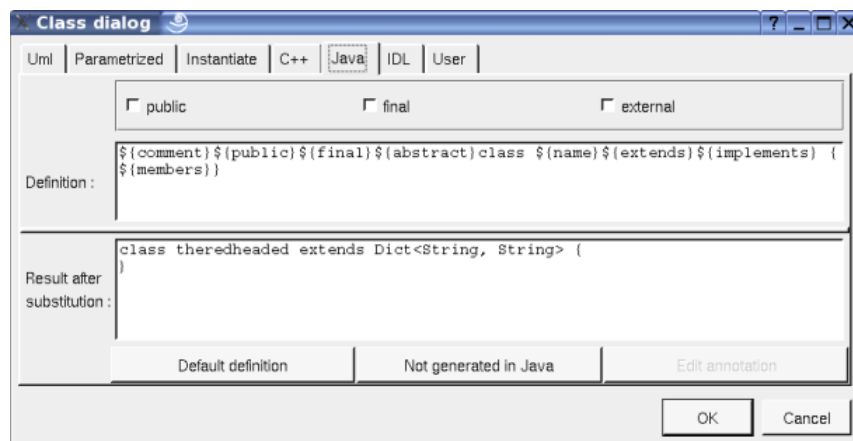 Class dialog
Uml Parametrized Instantiate C++ Java IDL User
public final external
Definition :
${comment}${public}${final}${abstract}class ${name}${extends}${implements} {
${members}}
Result after
substitution :
class theredheaded extends Dict<String, String> {
}
Default definition Not generated in Java Edit annotation
OK Cancel